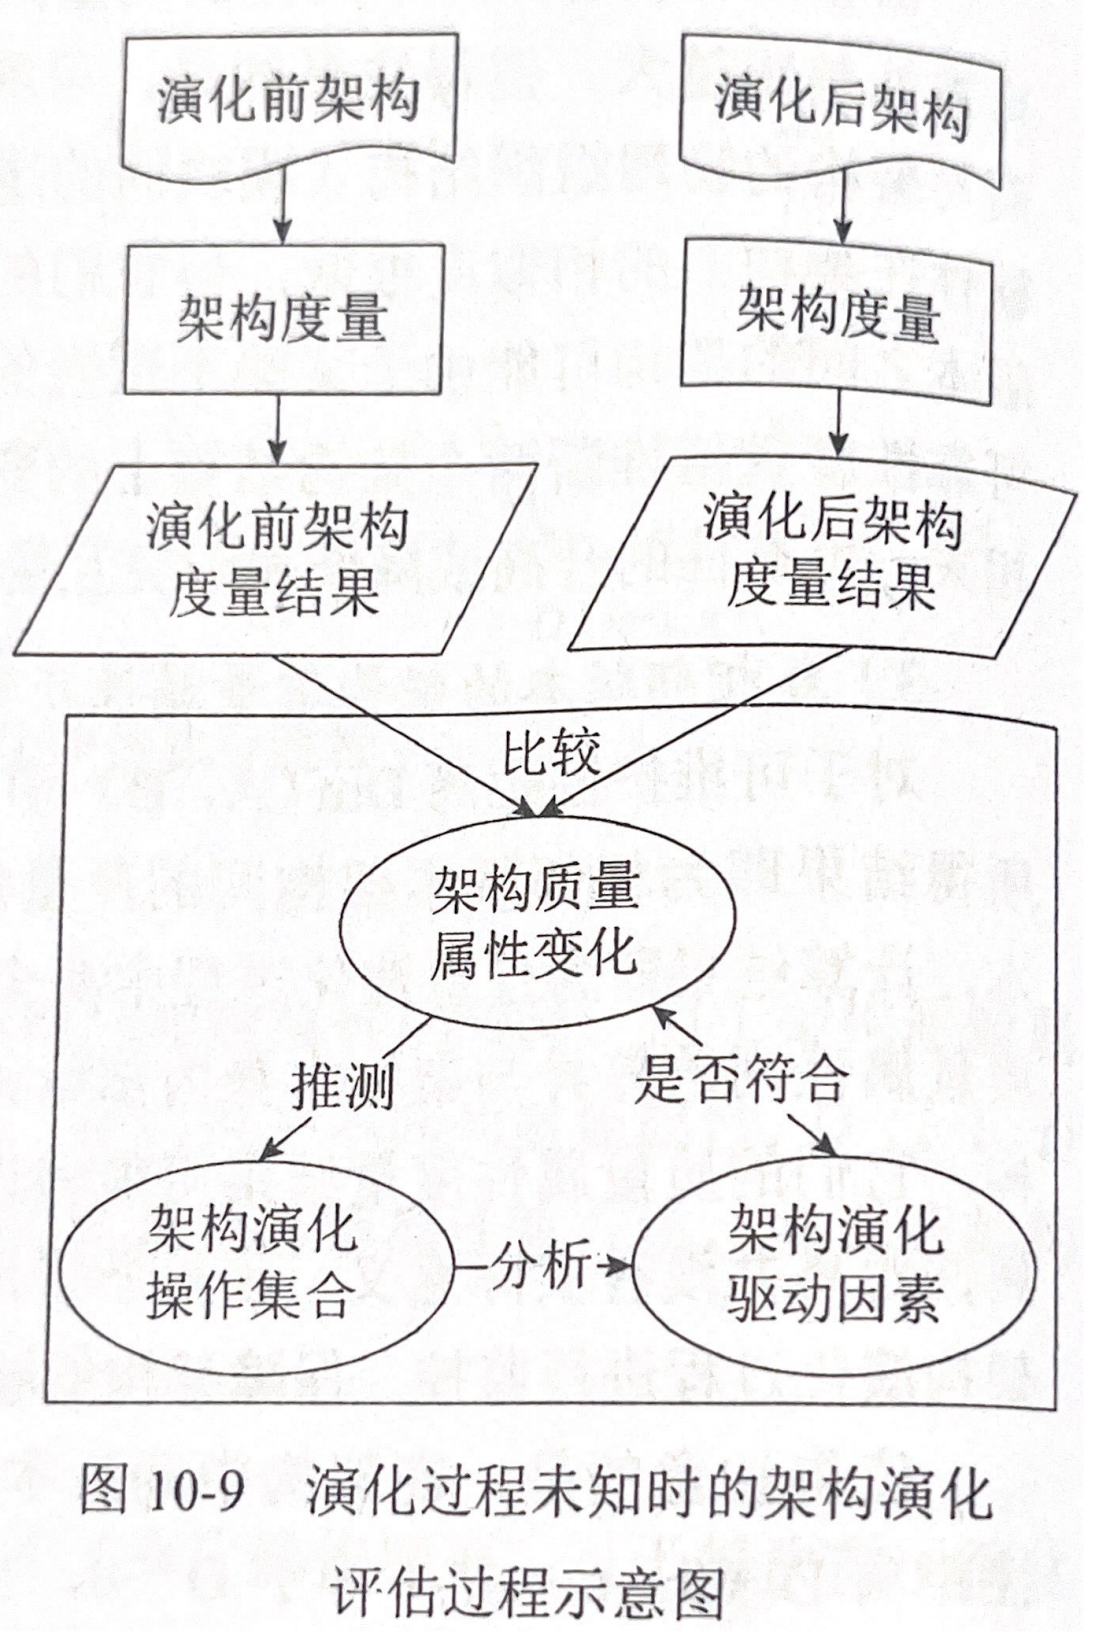 演化前架构
演化后架构
架构度量
架构度量
演化前架构
度量结果
演化后架构
度量结果
比较
架构质量
属性变化
推测
是否符合
架构演化
操作集合
分析
架构演化
驱动因素
图 10-9 演化过程未知时的架构演化
评估过程示意图